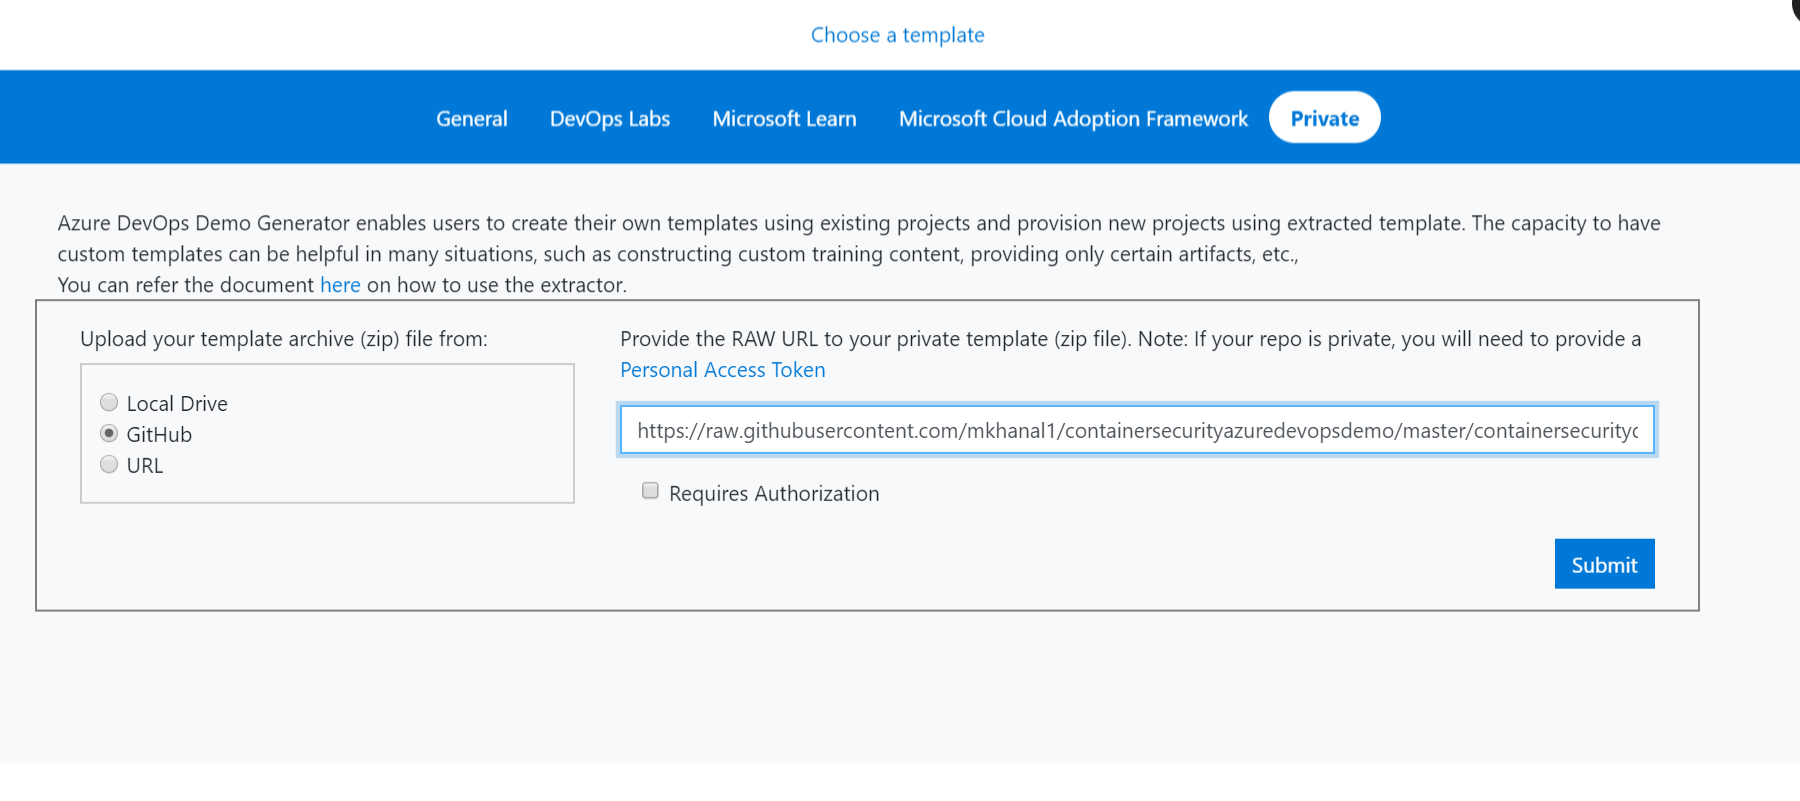 Choose a template
General DevOps Labs Microsoft Learn Microsoft Cloud Adoption Framework Private
Azure DevOps Demo Generator enables users to create their own templates using existing projects and provision new projects using extracted template. The capacity to have
custom templates can be helpful in many situations, such as constructing custom training content, providing only certain artifacts, etc.,
You can refer the document here on how to use the extractor.
Upload your template archive (zip) file from:
Local Drive
GitHub
URL
Provide the RAW URL to your private template (zip file). Note: If your repo is private, you will need to provide a
Personal Access Token
https://raw.githubusercontent.com/mkhanal1/containersecurityazuredevopsdemo/master/containersecurity
Requires Authorization
Submit